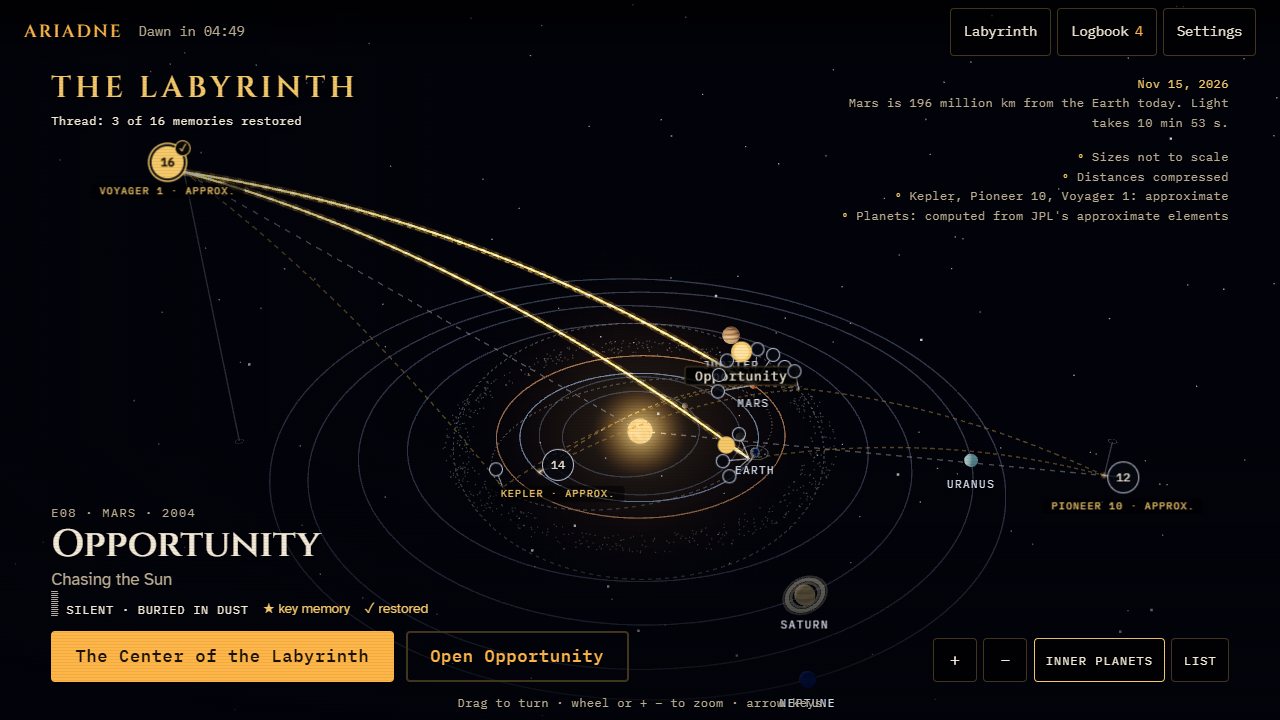 ARIADNE Dawn in 04:49
Labyrinth Logbook 4 Settings
THE LABYRINTH
Thread: 3 of 16 memories restored
Nov 15, 2026
Mars is 196 million km from the Earth today. Light
takes 10 min 53 s.
° Sizes not to scale
° Distances compressed
° Kepler, Pioneer 10, Voyager 1: approximate
° Planets: computed from JPL's approximate elements
16 ✓
VOYAGER 1 · APPROX.
Opportunity
MARS
EARTH
14
KEPLER · APPROX.
12
PIONEER 10 · APPROX.
URANUS
SATURN
NEPTUNE
E08 · MARS · 2004
OPPORTUNITY
Chasing the Sun
SILENT · BURIED IN DUST ★ key memory ✓ restored
The Center of the Labyrinth
Open Opportunity
+ − INNER PLANETS LIST
Drag to turn · wheel or + − to zoom · arrow